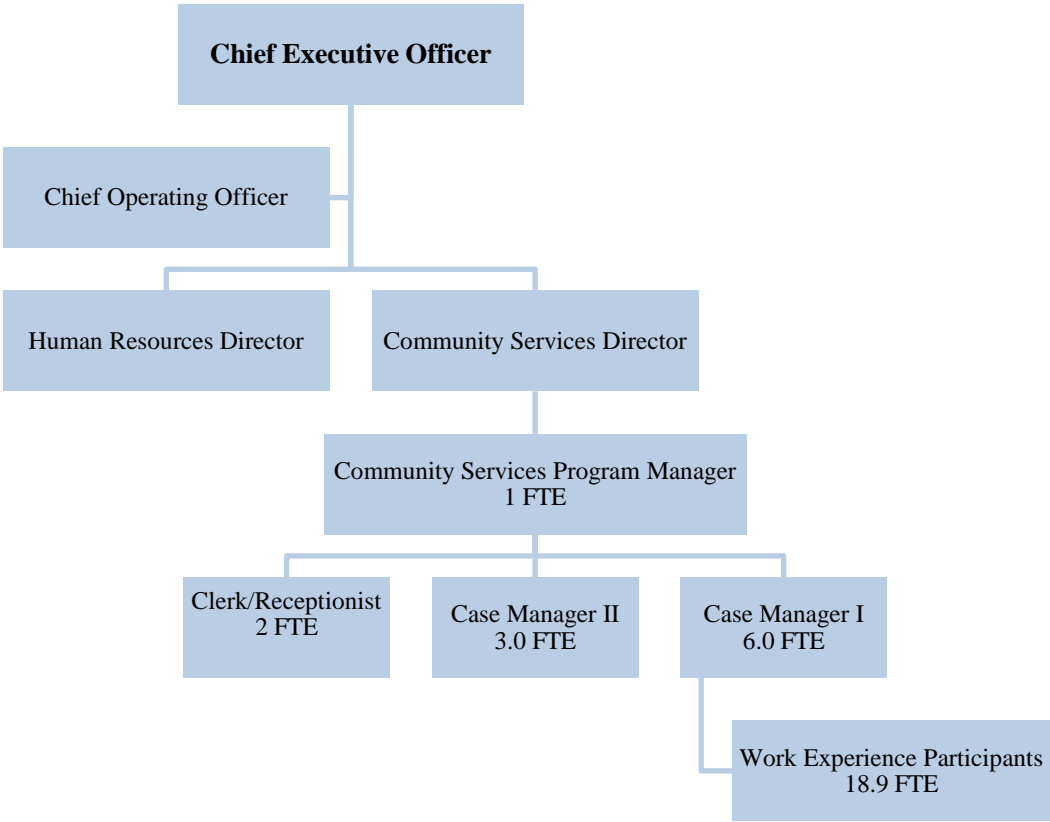 Chief Executive Officer
Chief Operating Officer
Human Resources Director
Community Services Director
Community Services Program Manager
1 FTE
Clerk/Receptionist
2 FTE
Case Manager II
3.0 FTE
Case Manager I
6.0 FTE
Work Experience Participants
18.9 FTE